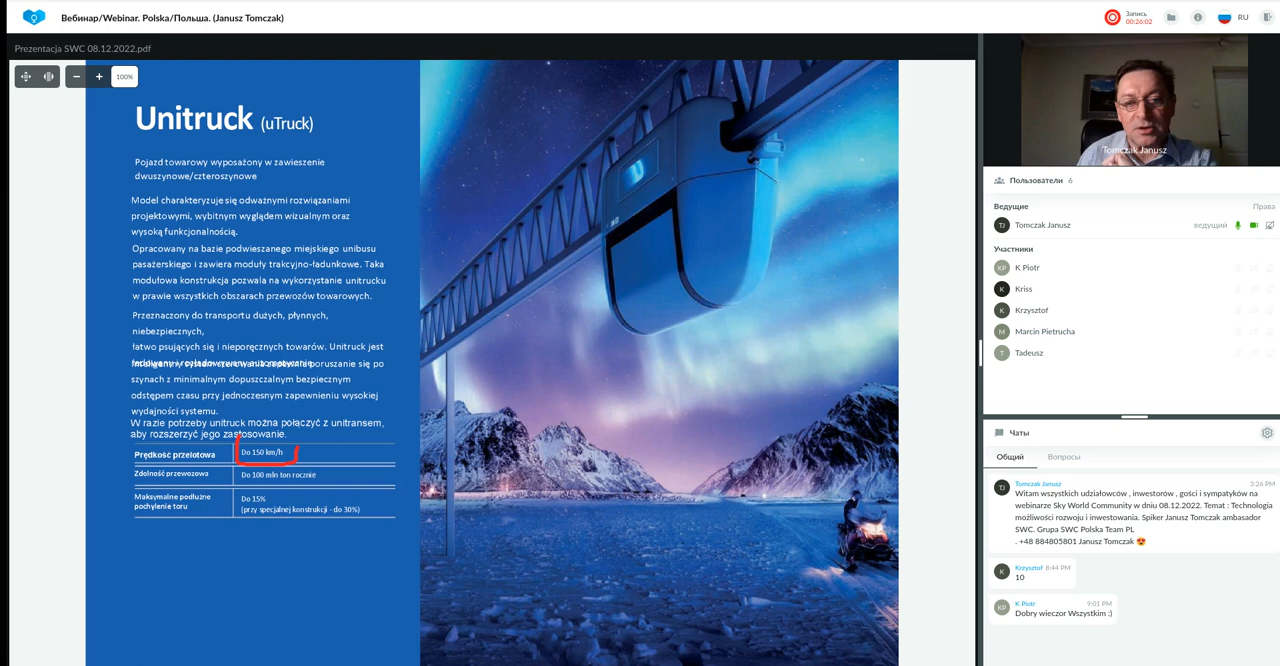 Вебинар/Webinar. Polska/Польша. (Janusz Tomczak)
Запись
00:26:02
RU
Prezentacja SWC 08.12.2022.pdf
100%
Unitruck (uTruck)
Pojazd towarowy wyposażony w zawieszenie
dwuszynowe/czteroszynowe
Model charakteryzuje się odważnymi rozwiązaniami
projektowymi, wybitnym wyglądem wizualnym oraz
wysoką funkcjonalnością.
Opracowany na bazie podwieszanego miejskiego unibusu
pasażerskiego i zawiera moduły trakcyjno-ładunkowe. Taka
modułowa konstrukcja pozwala na wykorzystanie unitrucku
w prawie wszystkich obszarach przewozów towarowych.
Przeznaczony do transportu dużych, płynnych,
niebezpiecznych,
łatwo psujących się i nieporęcznych towarów. Unitruck jest
poruszanie się po
szynach z minimalnym dopuszczalnym bezpiecznym
odstępem czasu przy jednoczesnym zapewnieniu wysokiej
wydajności systemu.
W razie potrzeby unitruck można połączyć z unitransem,
aby rozszerzyć jego zastosowanie.
Prędkość przelotowa Do 150 km/h
Zdolność przewozowa Do 100 mln ton rocznie
Maksymalne podłużne pochylenie toru Do 15%
(przy specjalnej konstrukcji - do 30%)
Tomczak Janusz
Пользователи 6
Ведущие Права
TJ Tomczak Janusz ведущий
Участники
KP K Piotr
K Kriss
K Krzysztof
M Marcin Pietrucha
T Tadeusz
Чаты
Общий Вопросы
TJ Tomczak Janusz 3:26 PM
Witam wszystkich udziałowców , inwestorów , gości i sympatyków na
webinarze Sky World Community w dniu 08.12.2022. Temat : Technologia
możliwości rozwoju i inwestowania. Spiker Janusz Tomczak ambasador
SWC. Grupa SWC Polska Team PL
. +48 884805801 Janusz Tomczak 😍
K Krzysztof 8:44 PM
10
KP K Piotr 9:01 PM
Dobry wieczor Wszystkim :)